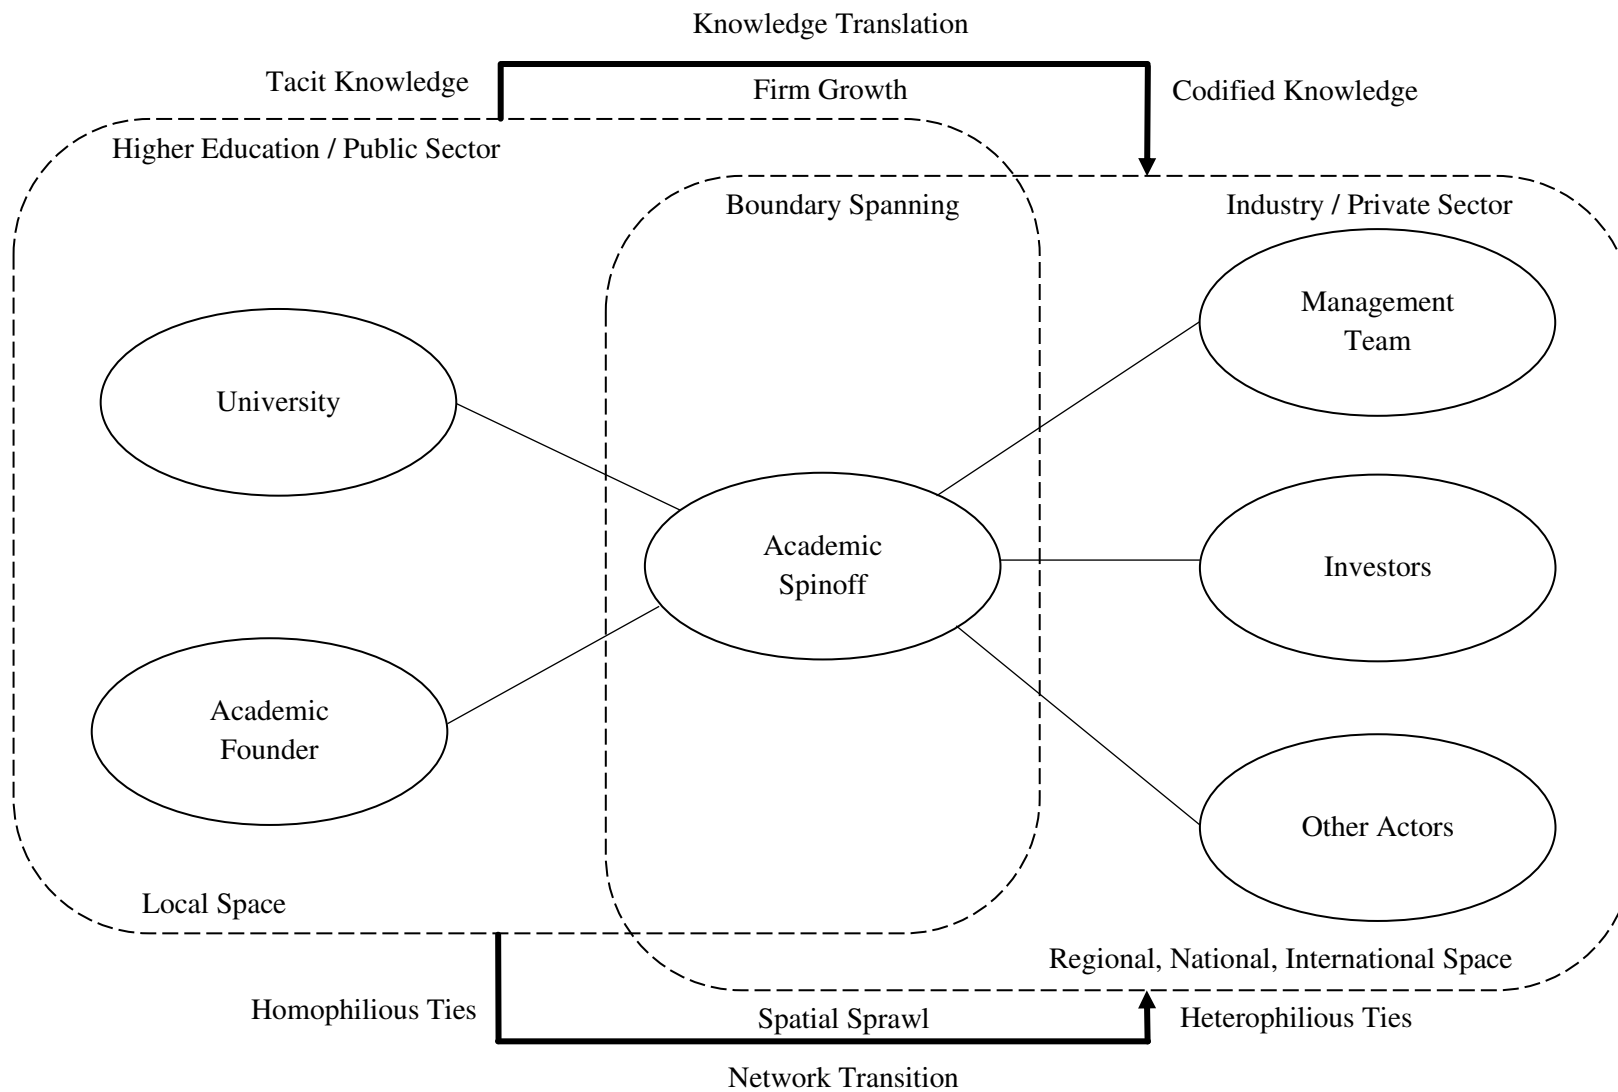 Knowledge Translation
Tacit Knowledge
Firm Growth
Codified Knowledge
Higher Education / Public Sector
Boundary Spanning
Industry / Private Sector
Management
Team
University
Academic
Spinoff
Investors
Academic
Founder
Other Actors
Local Space
Regional, National, International Space
Homophilious Ties
Spatial Sprawl
Heterophilious Ties
Network Transition